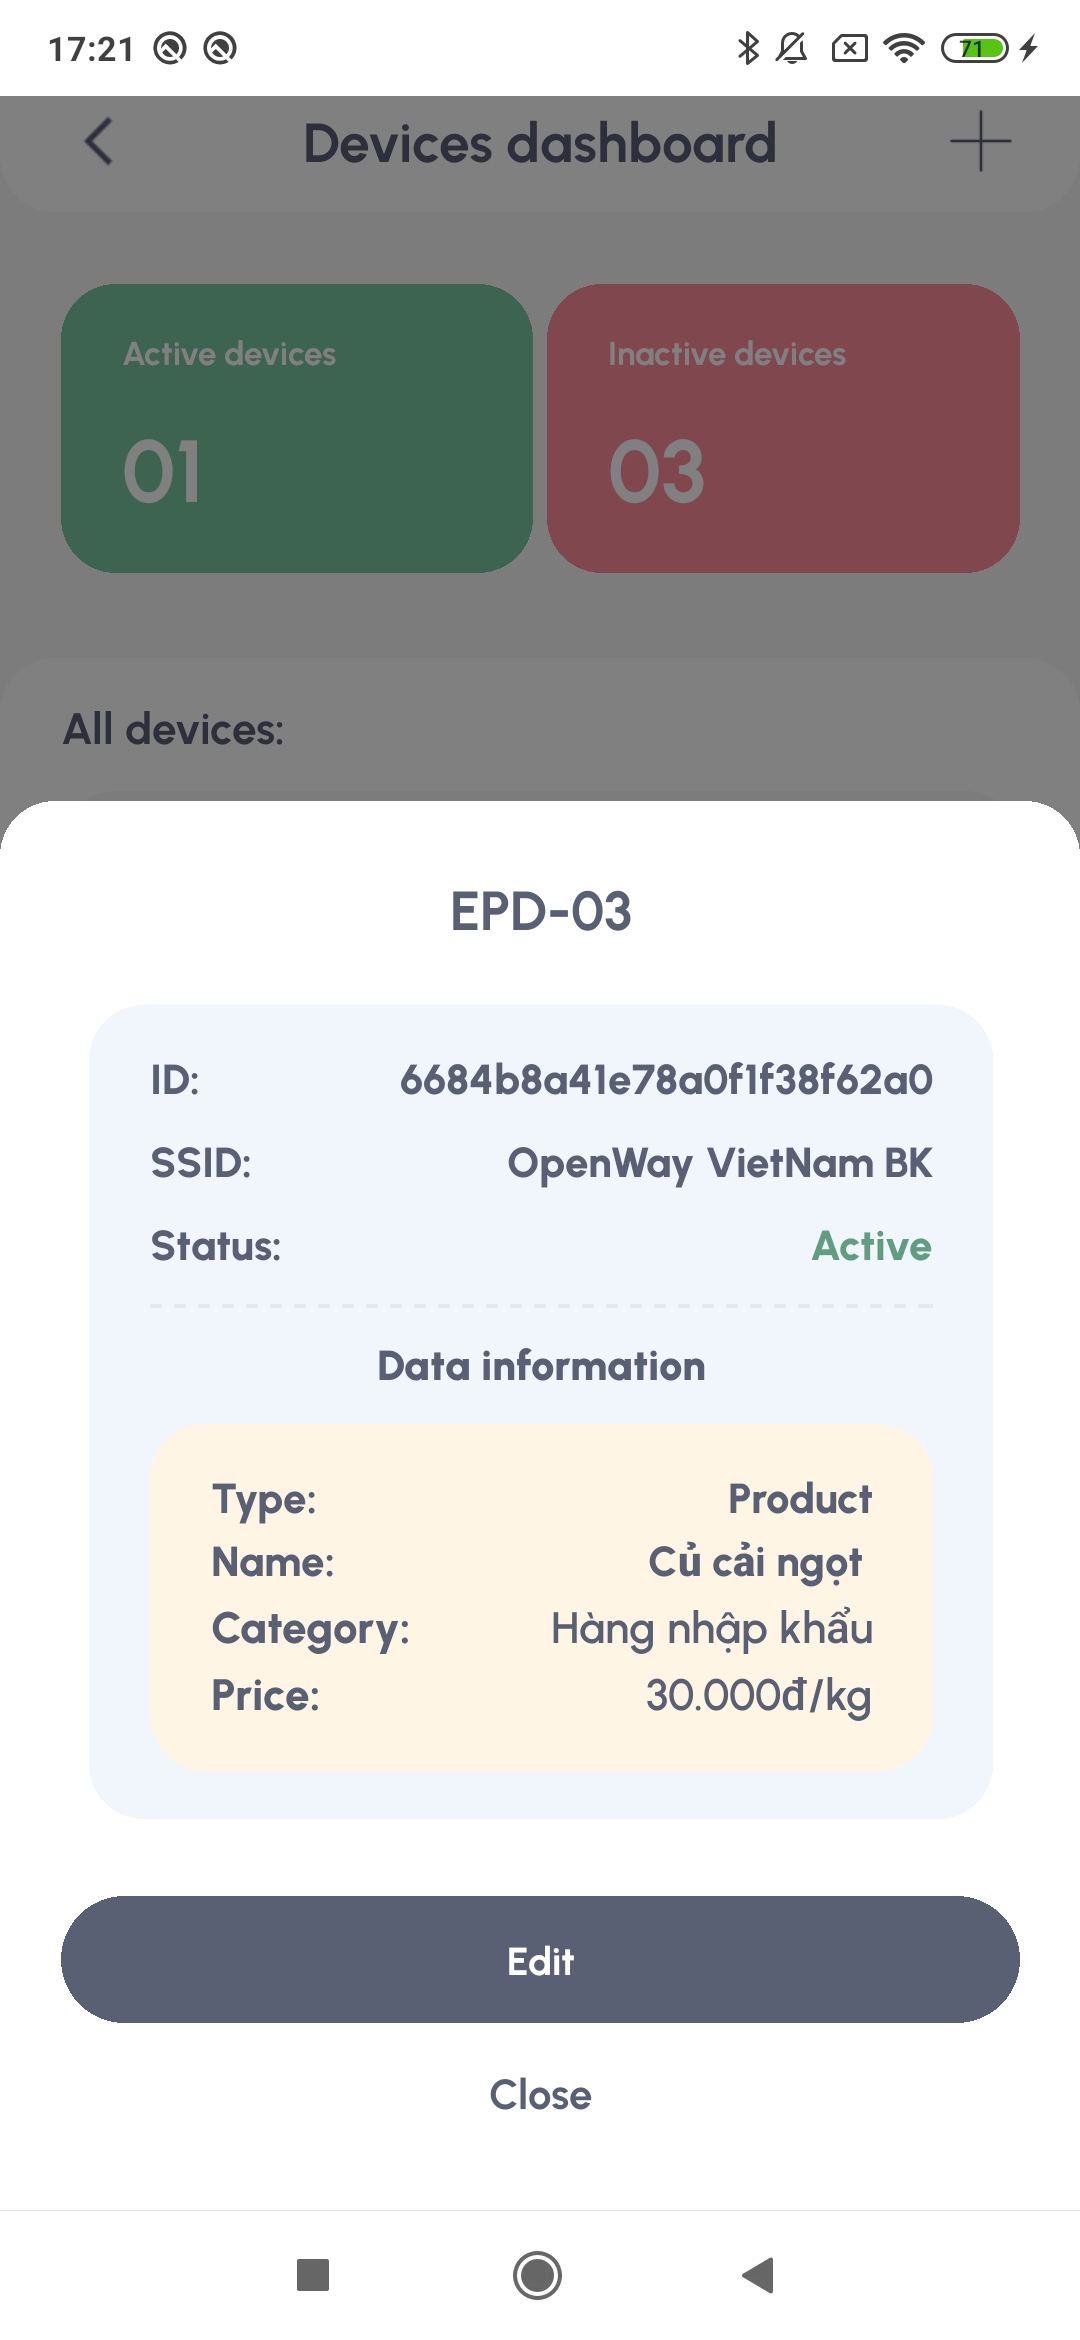 17:21
71
Devices dashboard
Active devices
Inactive devices
01
03
All devices:
EPD-03
ID: 6684b8a41e78a0f1f38f62a0
SSID: OpenWay VietNam BK
Status: Active
Data information
Type: Product
Name: Củ cải ngọt
Category: Hàng nhập khẩu
Price: 30.000đ/kg
Edit
Close